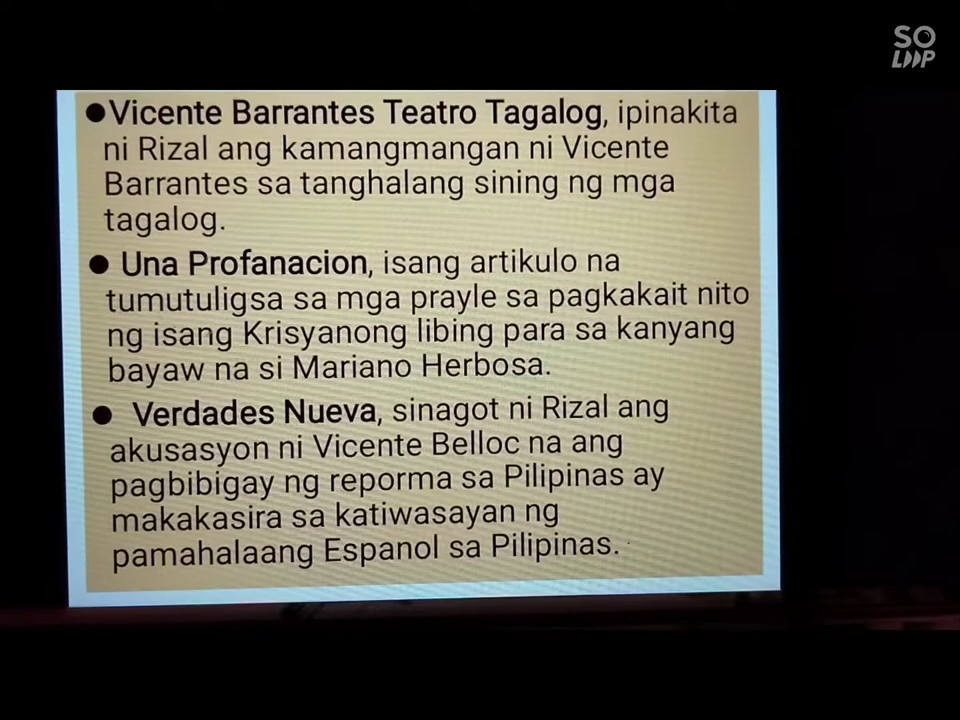 SO
LOOP
●Vicente Barrantes Teatro Tagalog, ipinakita
ni Rizal ang kamangmangan ni Vicente
Barrantes sa tanghalang sining ng mga
tagalog.
● Una Profanacion, isang artikulo na
tumutuligsa sa mga prayle sa pagkakait nito
ng isang Krisyanong libing para sa kanyang
bayaw na si Mariano Herbosa.
● Verdades Nueva, sinagot ni Rizal ang
akusasyon ni Vicente Belloc na ang
pagbibigay ng reporma sa Pilipinas ay
makakasira sa katiwasayan ng
pamahalaang Espanol sa Pilipinas.